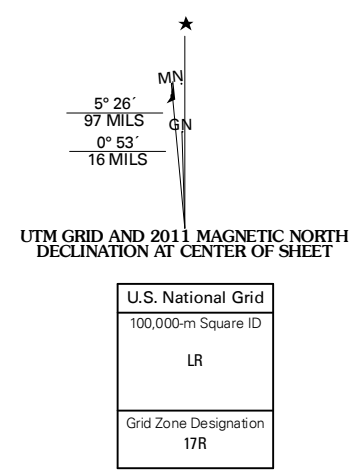 ★
MN
5° 26´
97 MILS
GN
0° 53´
16 MILS
UTM GRID AND 2011 MAGNETIC NORTH
DECLINATION AT CENTER OF SHEET
U.S. National Grid
100,000-m Square ID
LR
Grid Zone Designation
17R